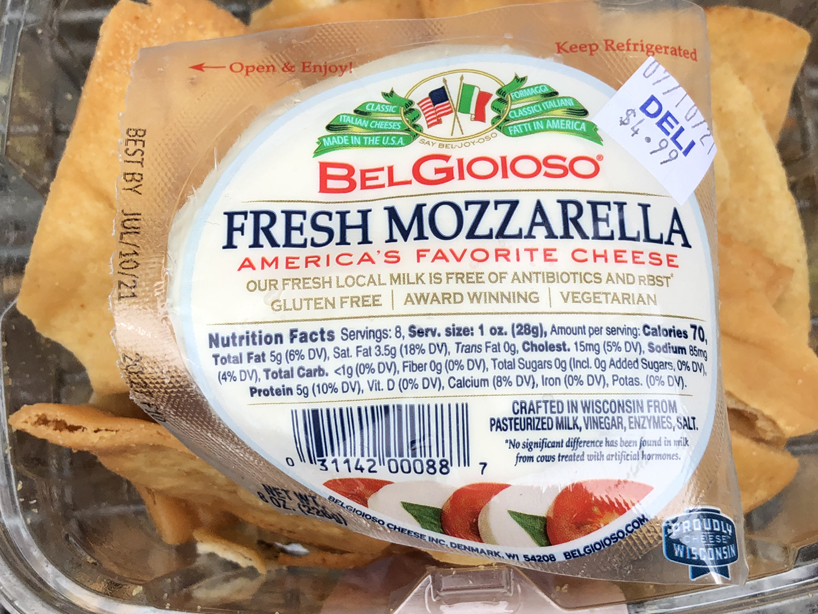 Keep Refrigerated
Open & Enjoy!
07/10/21
DELI
$4.99
CLASSIC
ITALIAN CHEESES
MADE IN THE U.S.A.
FORMAGGI
CLASSICI ITALIANI
FATTI IN AMERICA
SAY BEL-JOY-OSO
BELGIOIOSO®
FRESH MOZZARELLA
AMERICA'S FAVORITE CHEESE
OUR FRESH LOCAL MILK IS FREE OF ANTIBIOTICS AND rBST*
GLUTEN FREE | AWARD WINNING | VEGETARIAN
BEST BY JUL/10/21
Nutrition Facts Servings: 8, Serv. size: 1 oz. (28g), Amount per serving: Calories 70,
Total Fat 5g (6% DV), Sat. Fat 3.5g (18% DV), Trans Fat 0g, Cholest. 15mg (5% DV), Sodium 85mg
(4% DV), Total Carb. <1g (0% DV), Fiber 0g (0% DV), Total Sugars 0g (Incl. 0g Added Sugars, 0% DV),
Protein 5g (10% DV), Vit. D (0% DV), Calcium (8% DV), Iron (0% DV), Potas. (0% DV).
CRAFTED IN WISCONSIN FROM
PASTEURIZED MILK, VINEGAR, ENZYMES, SALT.
*No significant difference has been found in milk
from cows treated with artificial hormones.
0 31142 00088 7
NET WT.
8 OZ. (226g)
BELGIOIOSO CHEESE INC. DENMARK, WI 54208 BELGIOIOSO.COM
PROUDLY
WISCONSIN
CHEESE